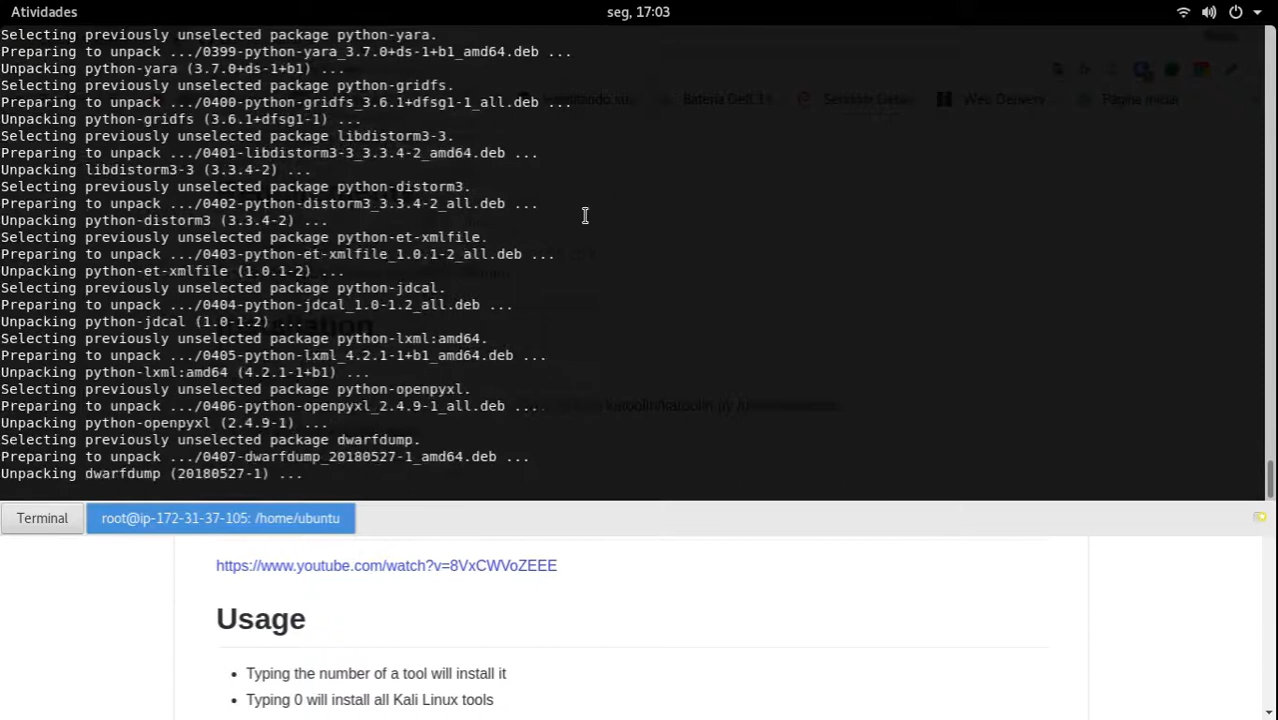 Atividades
seg, 17:03
Selecting previously unselected package python-yara.
Preparing to unpack .../0399-python-yara_3.7.0+ds-1+b1_amd64.deb ...
Unpacking python-yara (3.7.0+ds-1+b1) ...
Selecting previously unselected package python-gridfs.
Preparing to unpack .../0400-python-gridfs_3.6.1+dfsg1-1_all.deb ...
Unpacking python-gridfs (3.6.1+dfsg1-1) ...
Selecting previously unselected package libdistorm3-3.
Preparing to unpack .../0401-libdistorm3-3_3.3.4-2_amd64.deb ...
Unpacking libdistorm3-3 (3.3.4-2) ...
Selecting previously unselected package python-distorm3.
Preparing to unpack .../0402-python-distorm3_3.3.4-2_all.deb ...
Unpacking python-distorm3 (3.3.4-2) ...
Selecting previously unselected package python-et-xmlfile.
Preparing to unpack .../0403-python-et-xmlfile_1.0.1-2_all.deb ...
Unpacking python-et-xmlfile (1.0.1-2) ...
Selecting previously unselected package python-jdcal.
Preparing to unpack .../0404-python-jdcal_1.0-1.2_all.deb ...
Unpacking python-jdcal (1.0-1.2) ...
Selecting previously unselected package python-lxml:amd64.
Preparing to unpack .../0405-python-lxml_4.2.1-1+b1_amd64.deb ...
Unpacking python-lxml:amd64 (4.2.1-1+b1) ...
Selecting previously unselected package python-openpyxl.
Preparing to unpack .../0406-python-openpyxl_2.4.9-1_all.deb ...
Unpacking python-openpyxl (2.4.9-1) ...
Selecting previously unselected package dwarfdump.
Preparing to unpack .../0407-dwarfdump_20180527-1_amd64.deb ...
Unpacking dwarfdump (20180527-1) ...
Terminal
root@ip-172-31-37-105: /home/ubuntu
https://www.youtube.com/watch?v=8VxCWVoZEEE
Usage
Typing the number of a tool will install it
Typing 0 will install all Kali Linux tools